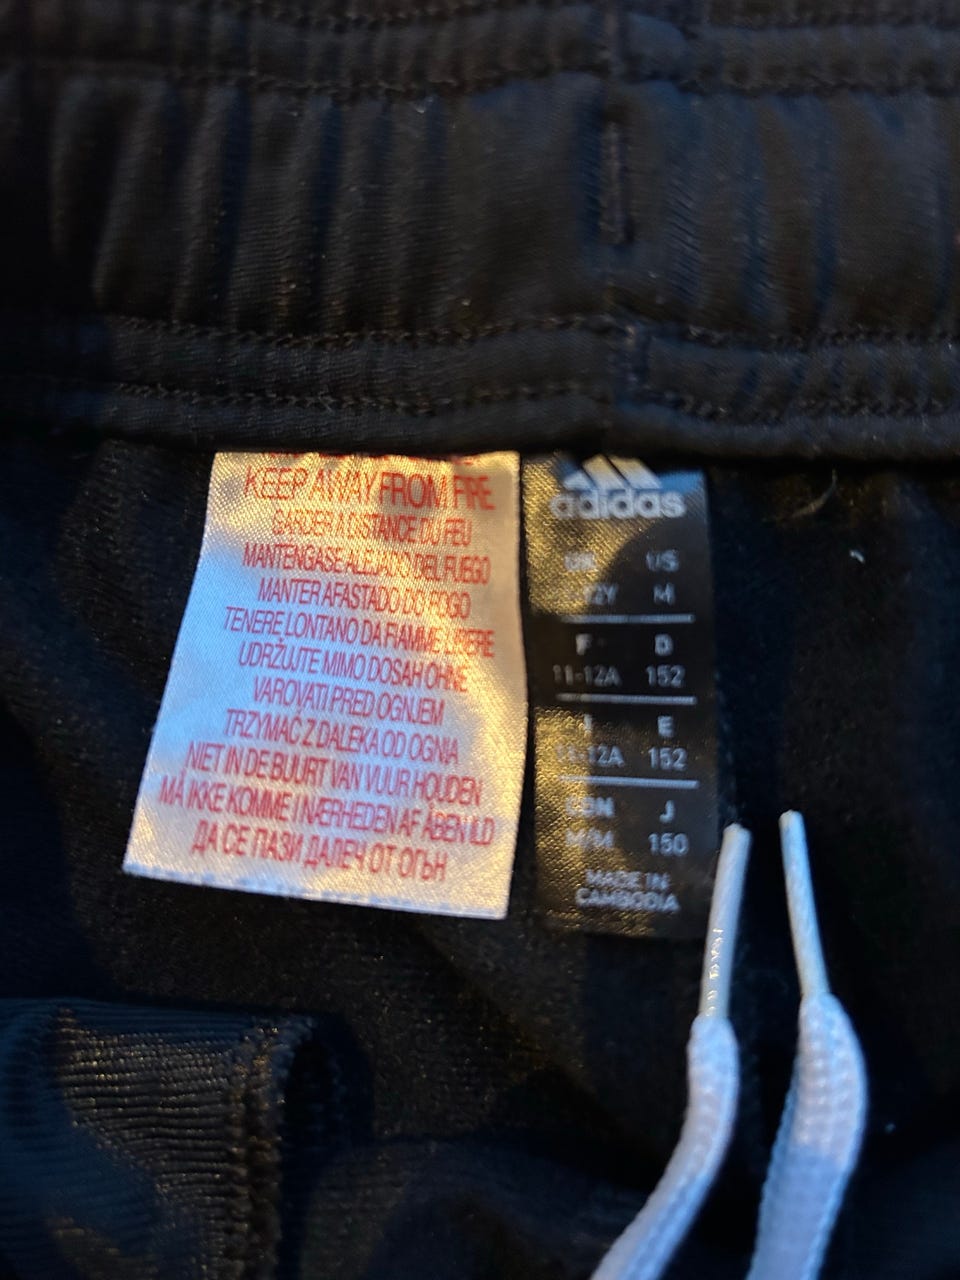 KEEP AWAY FROM FIRE
GARDER À DISTANCE DU FEU
MANTENGASE ALEJADO DEL FUEGO
MANTER AFASTADO DO FOGO
TENERE LONTANO DA FIAMME LIBERE
UDRŽUJTE MIMO DOSAH OHNE
VAROVATI PRED OGNJEM
TRZYMAĆ Z DALEKA OD OGNIA
NIET IN DE BUURT VAN VUUR HOUDEN
MÅ IKKE KOMME I NÆRHEDEN AF ÅBEN ILD
ДА СЕ ПАЗИ ДАЛЕЧ ОТ ОГЪН
adidas
UK US
M
F D
11-12A 152
I E
11-12A 152
CHN J
150
MADE IN
CAMBODIA